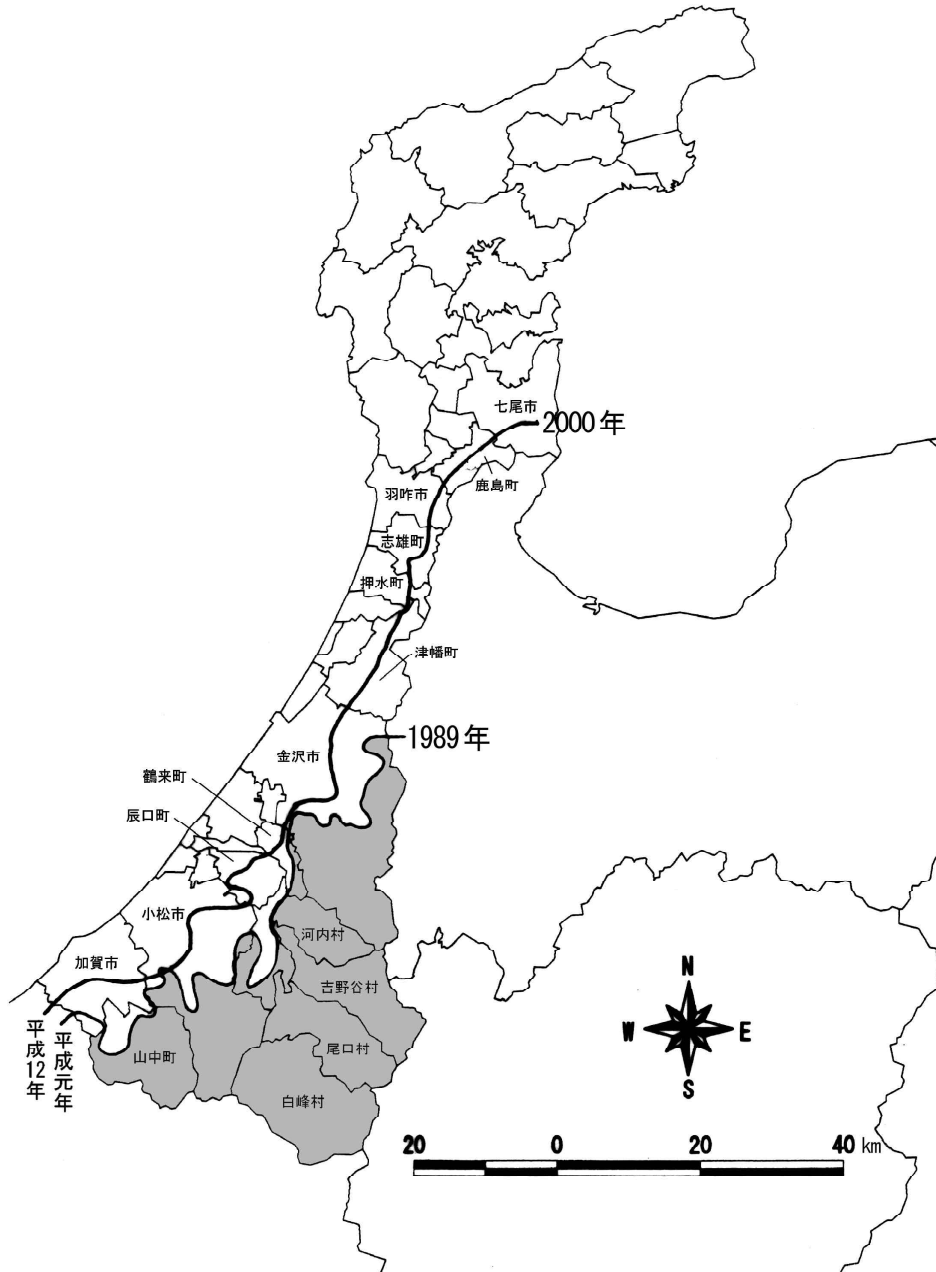 七尾市
2000年
鹿島町
羽咋市
志雄町
押水町
津幡町
1989年
金沢市
鶴来町
辰口町
小松市
河内村
加賀市
吉野谷村
尾口村
山中町
白峰村
平成12年
平成元年
N
W
E
S
20 0 20 40 km